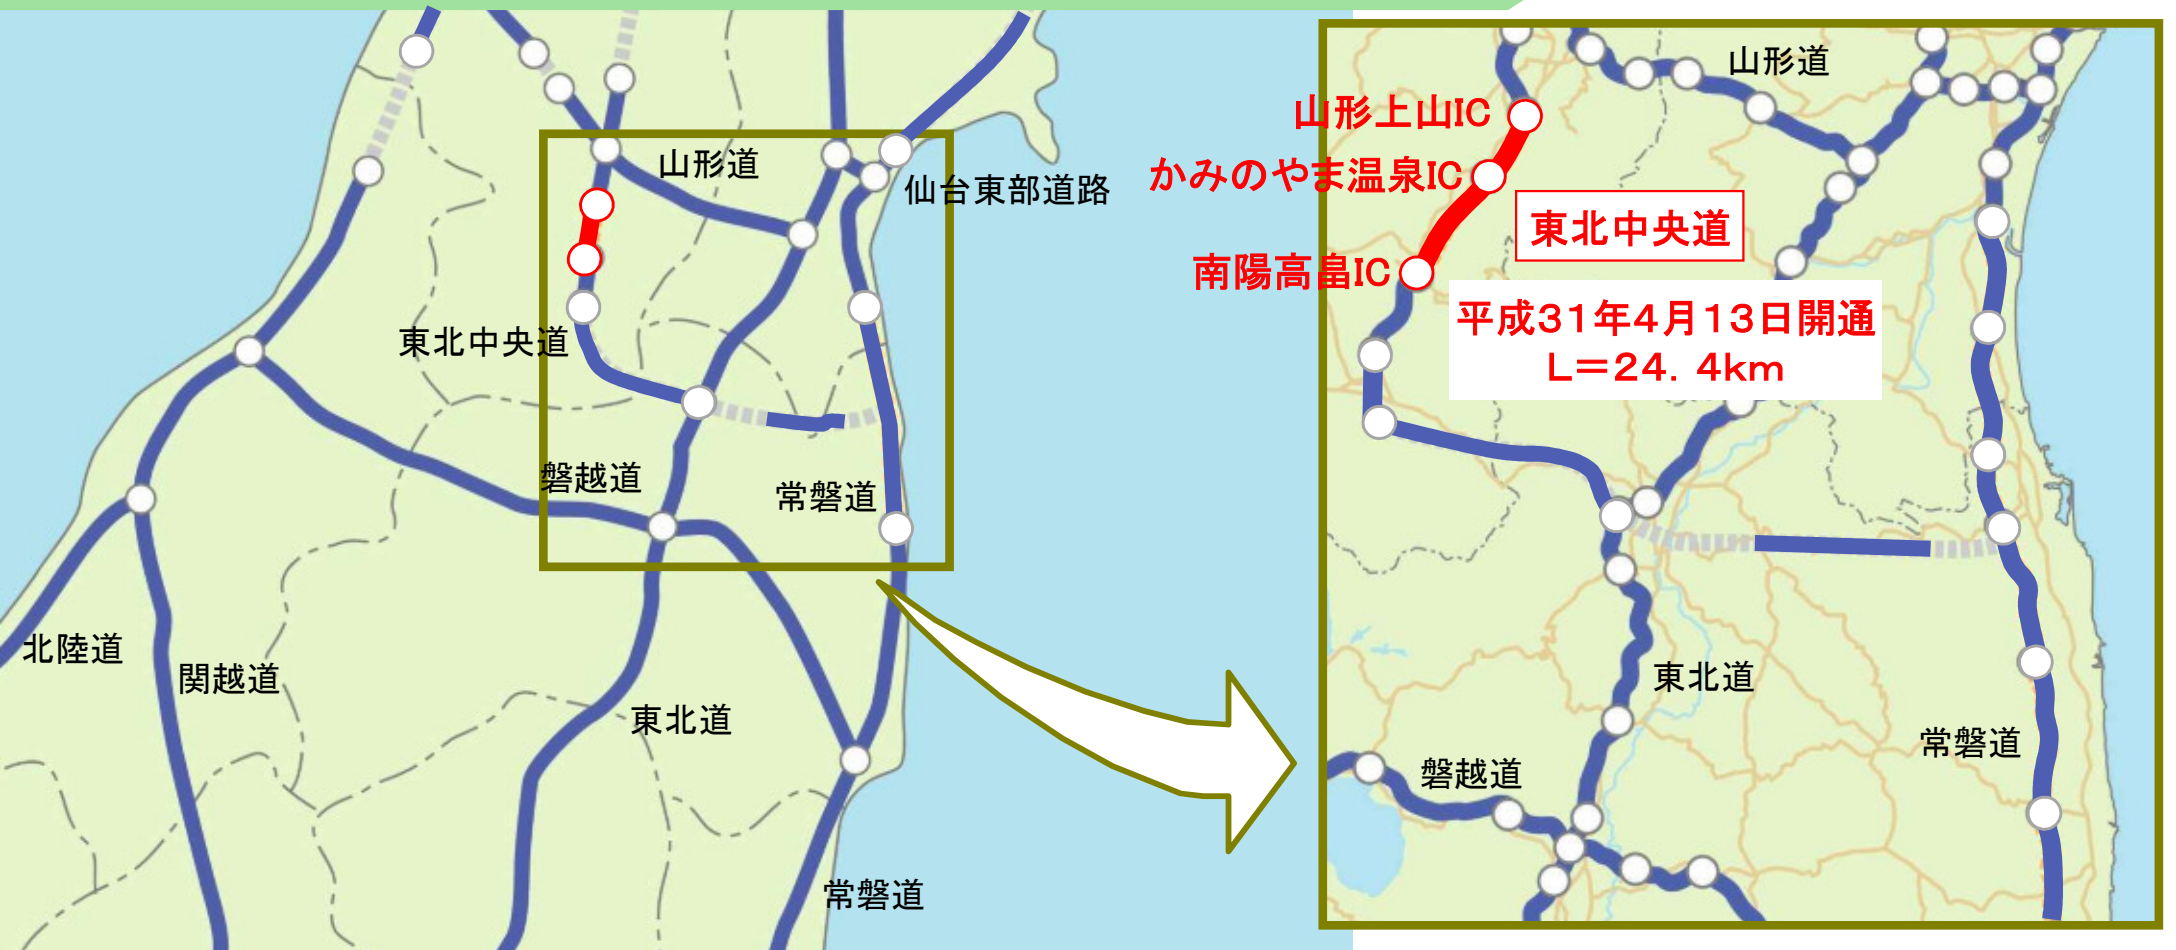 山形道
仙台東部道路
東北中央道
磐越道
常磐道
北陸道
関越道
東北道
常磐道
山形道
山形上山IC
かみのやま温泉IC
東北中央道
南陽高畠IC
平成31年4月13日開通
L=24.4km
東北道
常磐道
磐越道